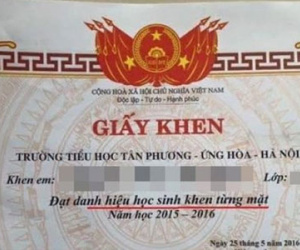 CỘNG HOÀ XÃ HỘI CHỦ NGHĨA VIỆT NAM
Độc lập - Tự do - Hạnh phúc
GIẤY KHEN
TRƯỜNG TIỂU HỌC TÂN PHƯƠNG - ỨNG HÒA - HÀ NỘI
Khen em: Lớp:
Đạt danh hiệu học sinh khen từng mặt
Năm học 2015 - 2016
Ngày 25 tháng 5 năm 2016